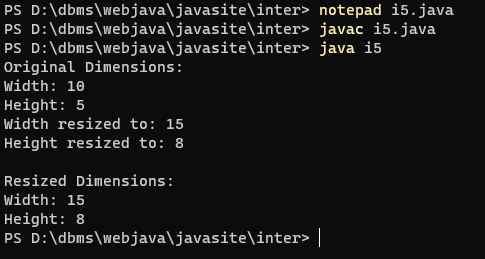 PS D:\dbms\webjava\javasite\inter> notepad i5.java
PS D:\dbms\webjava\javasite\inter> javac i5.java
PS D:\dbms\webjava\javasite\inter> java i5
Original Dimensions:
Width: 10
Height: 5
Width resized to: 15
Height resized to: 8

Resized Dimensions:
Width: 15
Height: 8
PS D:\dbms\webjava\javasite\inter>